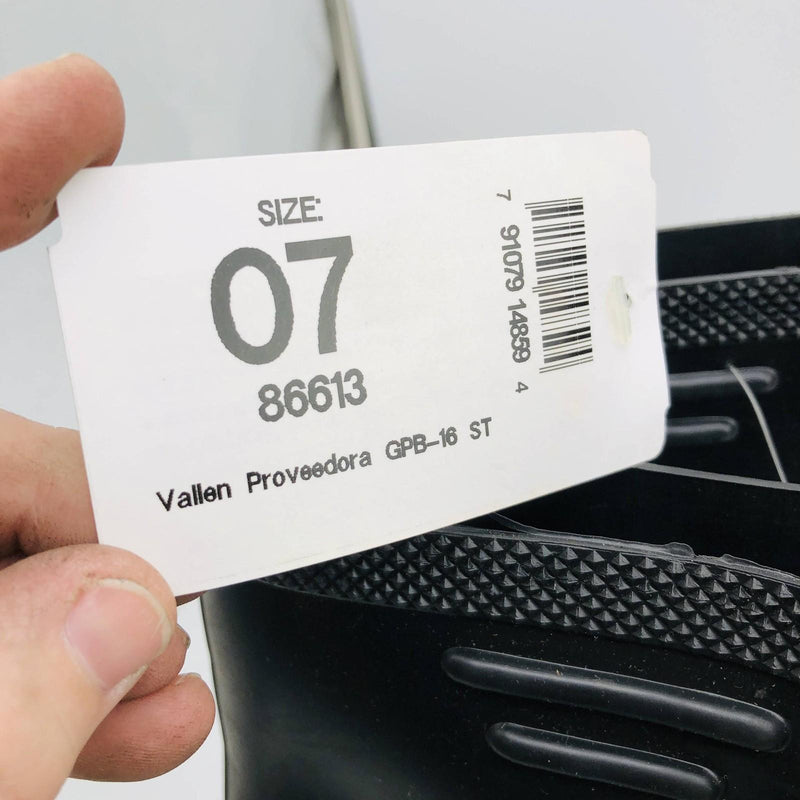 SIZE:
07
86613
Vallen Proveedora GPB-16 ST
7 91079 14859 4